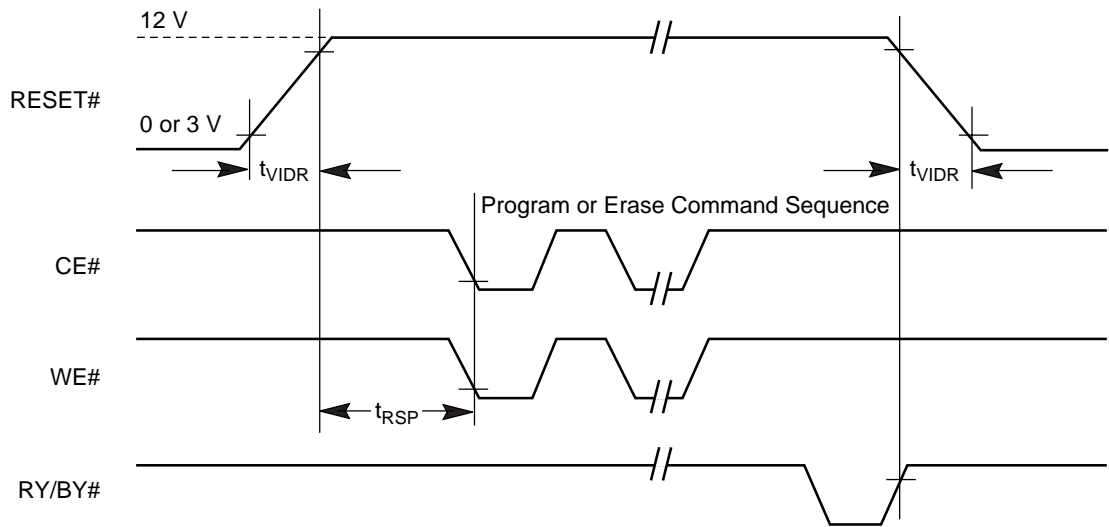 12 V
RESET#
0 or 3 V
tVIDR
tVIDR
Program or Erase Command Sequence
CE#
WE#
tRSP
RY/BY#